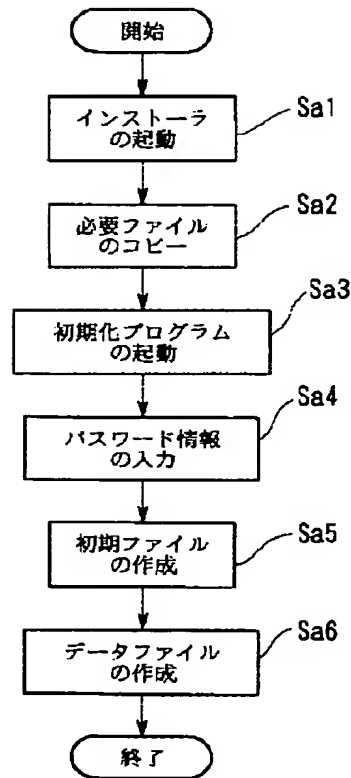 開始
インストーラ
の起動
Sa1
必要ファイル
のコピー
Sa2
初期化プログラム
の起動
Sa3
パスワード情報
の入力
Sa4
初期ファイル
の作成
Sa5
データファイル
の作成
Sa6
終了